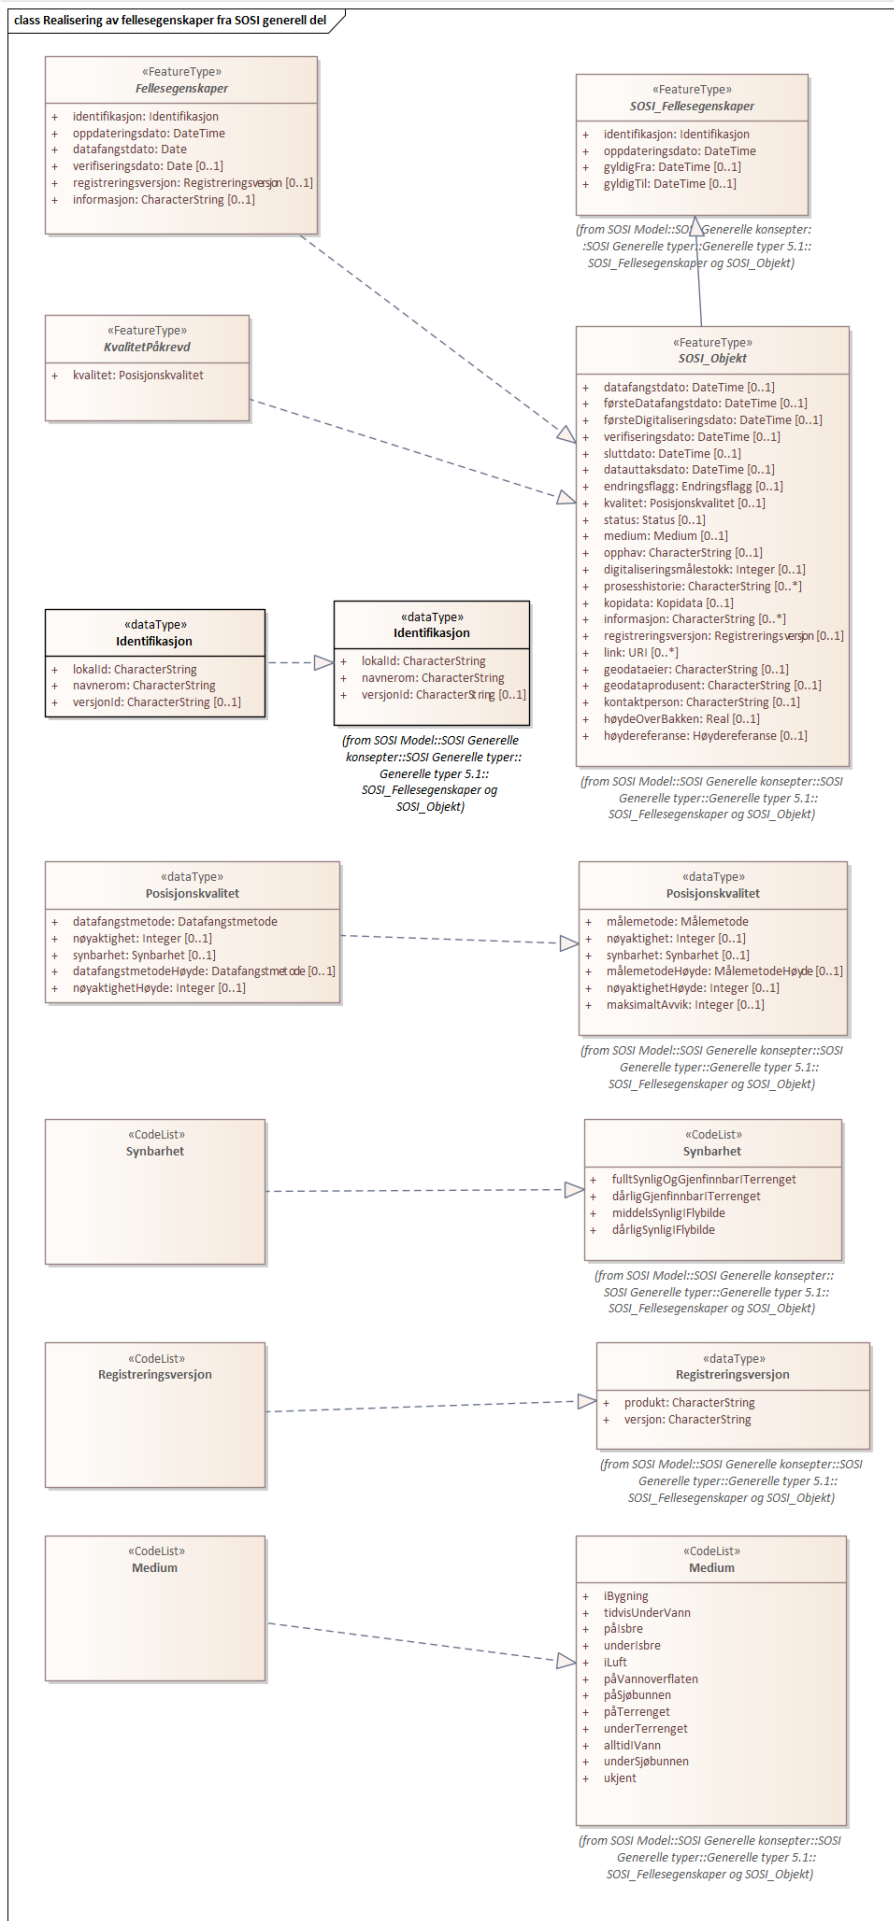 class Realisering av fellesegenskaper fra SOSI generell del
«FeatureType»
Fellesegenskaper
+ identifikasjon: Identifikasjon
+ oppdateringsdato: DateTime
+ datafangstdato: Date
+ verifiseringsdato: Date [0..1]
+ registreringsversjon: Registreringsversjon [0..1]
+ informasjon: CharacterString [0..1]
«FeatureType»
SOSI_Fellesegenskaper
+ identifikasjon: Identifikasjon
+ oppdateringsdato: DateTime
+ gyldigFra: DateTime [0..1]
+ gyldigTil: DateTime [0..1]
(from SOSI Model::SOSI Generelle konsepter:
:SOSI Generelle typer::Generelle typer 5.1::
SOSI_Fellesegenskaper og SOSI_Objekt)
«FeatureType»
KvalitetPåkrevd
+ kvalitet: Posisjonskvalitet
«FeatureType»
SOSI_Objekt
+ datafangstdato: DateTime [0..1]
+ førsteDatafangstdato: DateTime [0..1]
+ førsteDigitaliseringsdato: DateTime [0..1]
+ verifiseringsdato: DateTime [0..1]
+ sluttdato: DateTime [0..1]
+ datauttaksdato: DateTime [0..1]
+ endringsflagg: Endringsflagg [0..1]
+ kvalitet: Posisjonskvalitet [0..1]
+ status: Status [0..1]
+ medium: Medium [0..1]
+ opphav: CharacterString [0..1]
+ digitaliseringsmålestokk: Integer [0..1]
+ prosesshistorie: CharacterString [0..*]
+ kopidata: Kopidata [0..1]
+ informasjon: CharacterString [0..*]
+ registreringsversjon: Registreringsversjon [0..1]
+ link: URI [0..*]
+ geodataeier: CharacterString [0..1]
+ geodataprodusent: CharacterString [0..1]
+ kontaktperson: CharacterString [0..1]
+ høydeOverBakken: Real [0..1]
+ høydereferanse: Høydereferanse [0..1]
(from SOSI Model::SOSI Generelle konsepter::SOSI
Generelle typer::Generelle typer 5.1::
SOSI_Fellesegenskaper og SOSI_Objekt)
«dataType»
Identifikasjon
+ lokalId: CharacterString
+ navnerom: CharacterString
+ versjonId: CharacterString [0..1]
«dataType»
Identifikasjon
+ lokalId: CharacterString
+ navnerom: CharacterString
+ versjonId: CharacterString [0..1]
(from SOSI Model::SOSI Generelle
konsepter::SOSI Generelle typer::
Generelle typer 5.1::
SOSI_Fellesegenskaper og
SOSI_Objekt)
«dataType»
Posisjonskvalitet
+ datafangstmetode: Datafangstmetode
+ nøyaktighet: Integer [0..1]
+ synbarhet: Synbarhet [0..1]
+ datafangstmetodeHøyde: Datafangstmetode [0..1]
+ nøyaktighetHøyde: Integer [0..1]
«dataType»
Posisjonskvalitet
+ målemetode: Målemetode
+ nøyaktighet: Integer [0..1]
+ synbarhet: Synbarhet [0..1]
+ målemetodeHøyde: MålemetodeHøyde [0..1]
+ nøyaktighetHøyde: Integer [0..1]
+ maksimaltAvvik: Integer [0..1]
(from SOSI Model::SOSI Generelle konsepter::SOSI
Generelle typer::Generelle typer 5.1::
SOSI_Fellesegenskaper og SOSI_Objekt)
«CodeList»
Synbarhet
«CodeList»
Synbarhet
+ fulltSynligOgGjenfinnbarITerrenget
+ dårligGjenfinnbarITerrenget
+ middelsSynligIFlybilde
+ dårligSynligIFlybilde
(from SOSI Model::SOSI Generelle konsepter::
SOSI Generelle typer::Generelle typer 5.1::
SOSI_Fellesegenskaper og SOSI_Objekt)
«CodeList»
Registreringsversjon
«dataType»
Registreringsversjon
+ produkt: CharacterString
+ versjon: CharacterString
(from SOSI Model::SOSI Generelle konsepter::SOSI
Generelle typer::Generelle typer 5.1::
SOSI_Fellesegenskaper og SOSI_Objekt)
«CodeList»
Medium
«CodeList»
Medium
+ iBygning
+ tidvisUnderVann
+ påIsbre
+ underIsbre
+ iLuft
+ påVannoverflaten
+ påSjøbunnen
+ påTerrenget
+ underTerrenget
+ alltidIVann
+ underSjøbunnen
+ ukjent
(from SOSI Model::SOSI Generelle konsepter::SOSI
Generelle typer::Generelle typer 5.1::
SOSI_Fellesegenskaper og SOSI_Objekt)